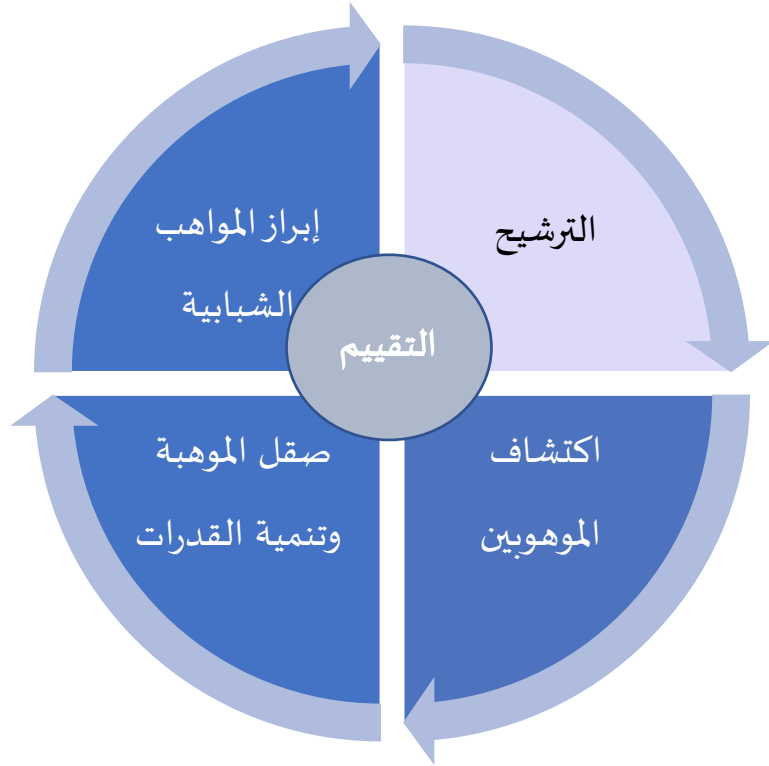 الترشيح
إبراز المواهب
الشبابية
التقييم
اكتشاف
الموهوبين
صقل الموهبة
وتنمية القدرات